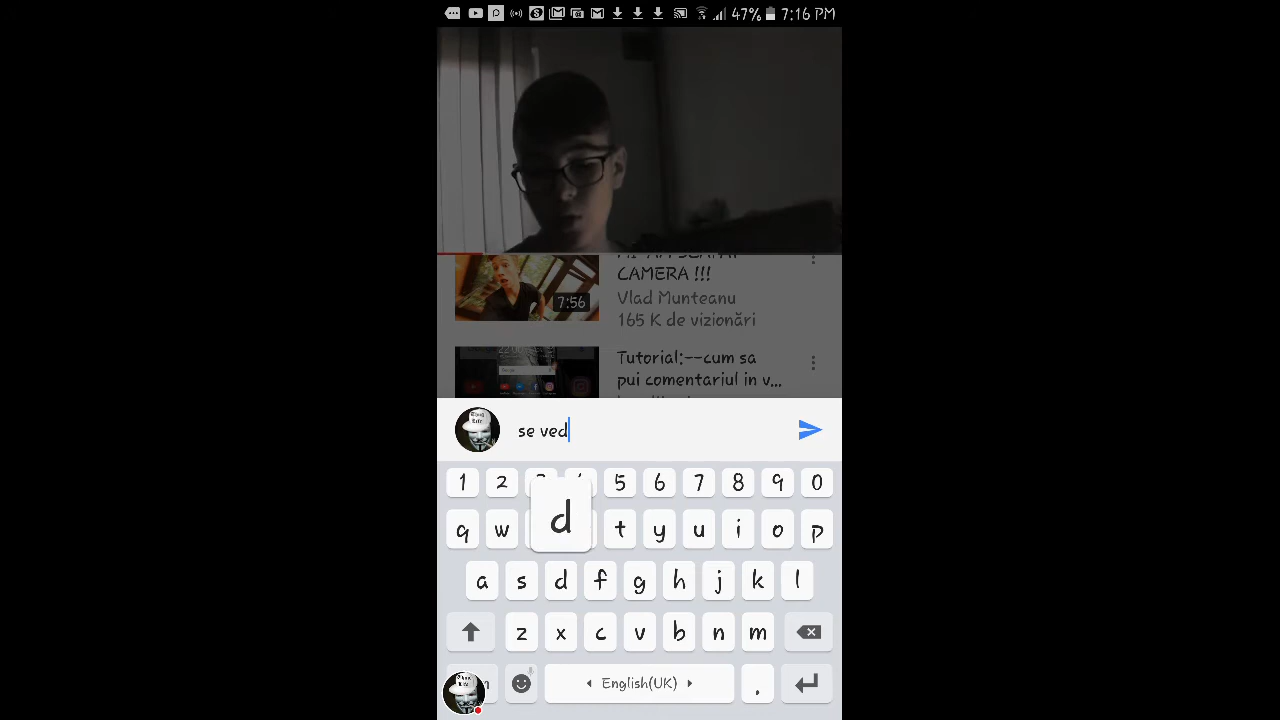 47% 7:16 PM
CAMERA !!!
Vlad Munteanu
7:56
165 K de vizionări
Tutorial:--cum sa
pui comentariul in v...
se ved
1 2 5 6 7 8 9 0
d
q w t y u i o p
a s d f g h j k l
z x c v b n m
English(UK) .